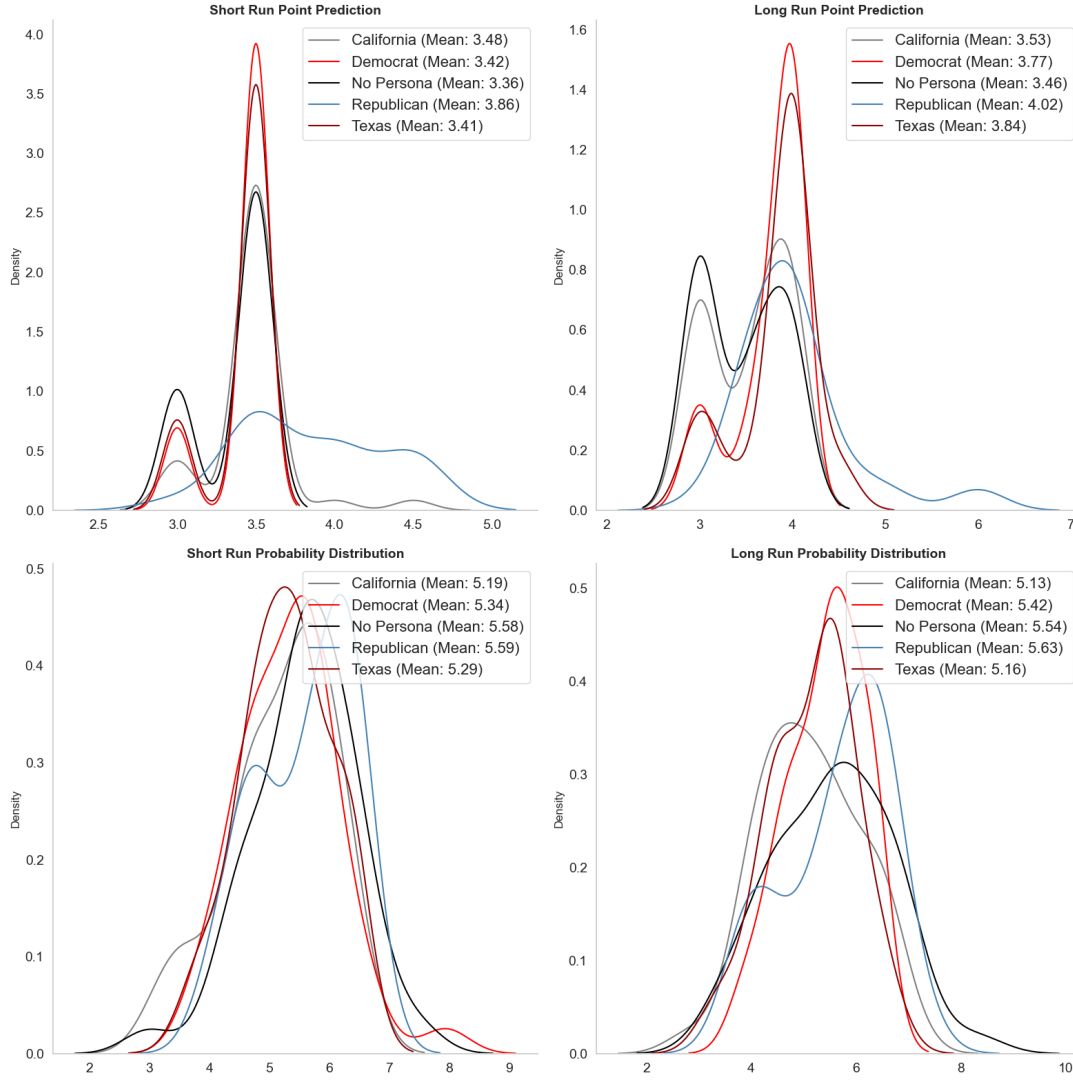 Short Run Point Prediction
4.0
3.5
3.0
2.5
2.0
1.5
1.0
0.5
0.0
Density
2.5 3.0 3.5 4.0 4.5 5.0
California (Mean: 3.48)
Democrat (Mean: 3.42)
No Persona (Mean: 3.36)
Republican (Mean: 3.86)
Texas (Mean: 3.41)
Long Run Point Prediction
1.6
1.4
1.2
1.0
0.8
0.6
0.4
0.2
0.0
Density
2 3 4 5 6 7
California (Mean: 3.53)
Democrat (Mean: 3.77)
No Persona (Mean: 3.46)
Republican (Mean: 4.02)
Texas (Mean: 3.84)
Short Run Probability Distribution
0.5
0.4
0.3
0.2
0.1
0.0
Density
2 3 4 5 6 7 8 9
California (Mean: 5.19)
Democrat (Mean: 5.34)
No Persona (Mean: 5.58)
Republican (Mean: 5.59)
Texas (Mean: 5.29)
Long Run Probability Distribution
0.5
0.4
0.3
0.2
0.1
0.0
Density
2 4 6 8 10
California (Mean: 5.13)
Democrat (Mean: 5.42)
No Persona (Mean: 5.54)
Republican (Mean: 5.63)
Texas (Mean: 5.16)